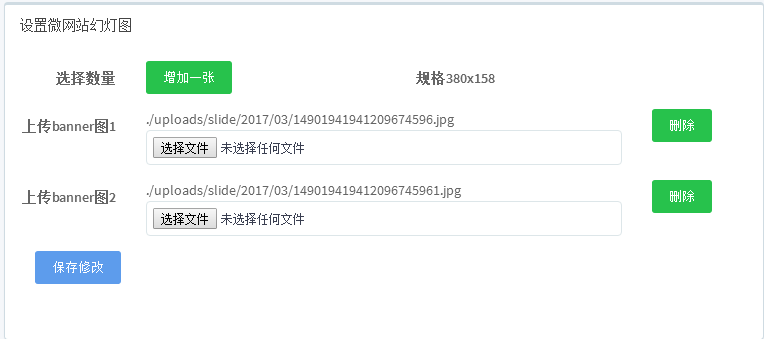 设置微网站幻灯图
选择数量 增加一张 规格380x158
上传banner图1 ./uploads/slide/2017/03/14901941941209674596.jpg 删除
选择文件 未选择任何文件
上传banner图2 ./uploads/slide/2017/03/149019419412096745961.jpg 删除
选择文件 未选择任何文件
保存修改